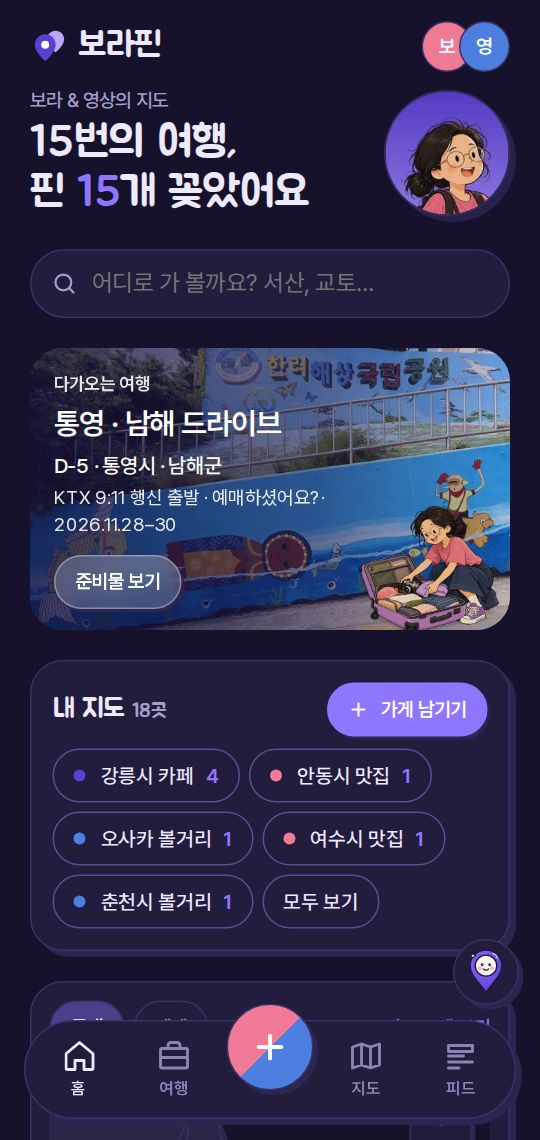 보라핀
보 영
보라 & 영상의 지도
15번의 여행,
핀 15개 꽂았어요
어디로 가 볼까요? 서산, 교토...
한려해상국립공원
다가오는 여행
통영 · 남해 드라이브
D-5 · 통영시 · 남해군
KTX 9:11 행신 출발 · 예매하셨어요? ·
2026.11.28–30
준비물 보기
내 지도 18곳
+ 가게 남기기
강릉시 카페 4
안동시 맛집 1
오사카 볼거리 1
여수시 맛집 1
춘천시 볼거리 1
모두 보기
홈
여행
지도
피드